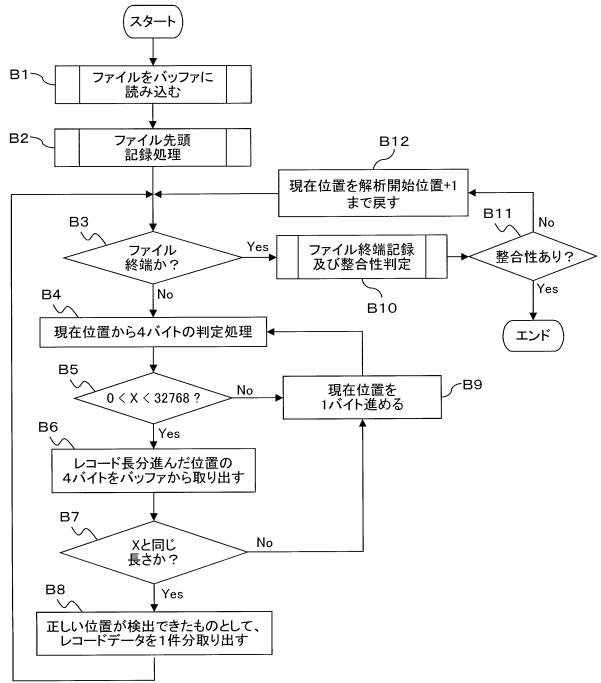 スタート
B1
ファイルをバッファに
読み込む
B2
ファイル先頭
記録処理
B12
現在位置を解析開始位置+1
まで戻す
B3
ファイル
終端か?
Yes
No
B10
ファイル終端記録
及び整合性判定
B11
整合性あり?
No
Yes
エンド
B4
現在位置から4バイトの判定処理
B5
0<X<32768?
No
Yes
B9
現在位置を
1バイト進める
B6
レコード長分進んだ位置の
4バイトをバッファから取り出す
B7
Xと同じ
長さか?
No
Yes
B8
正しい位置が検出できたものとして、
レコードデータを1件分取り出す